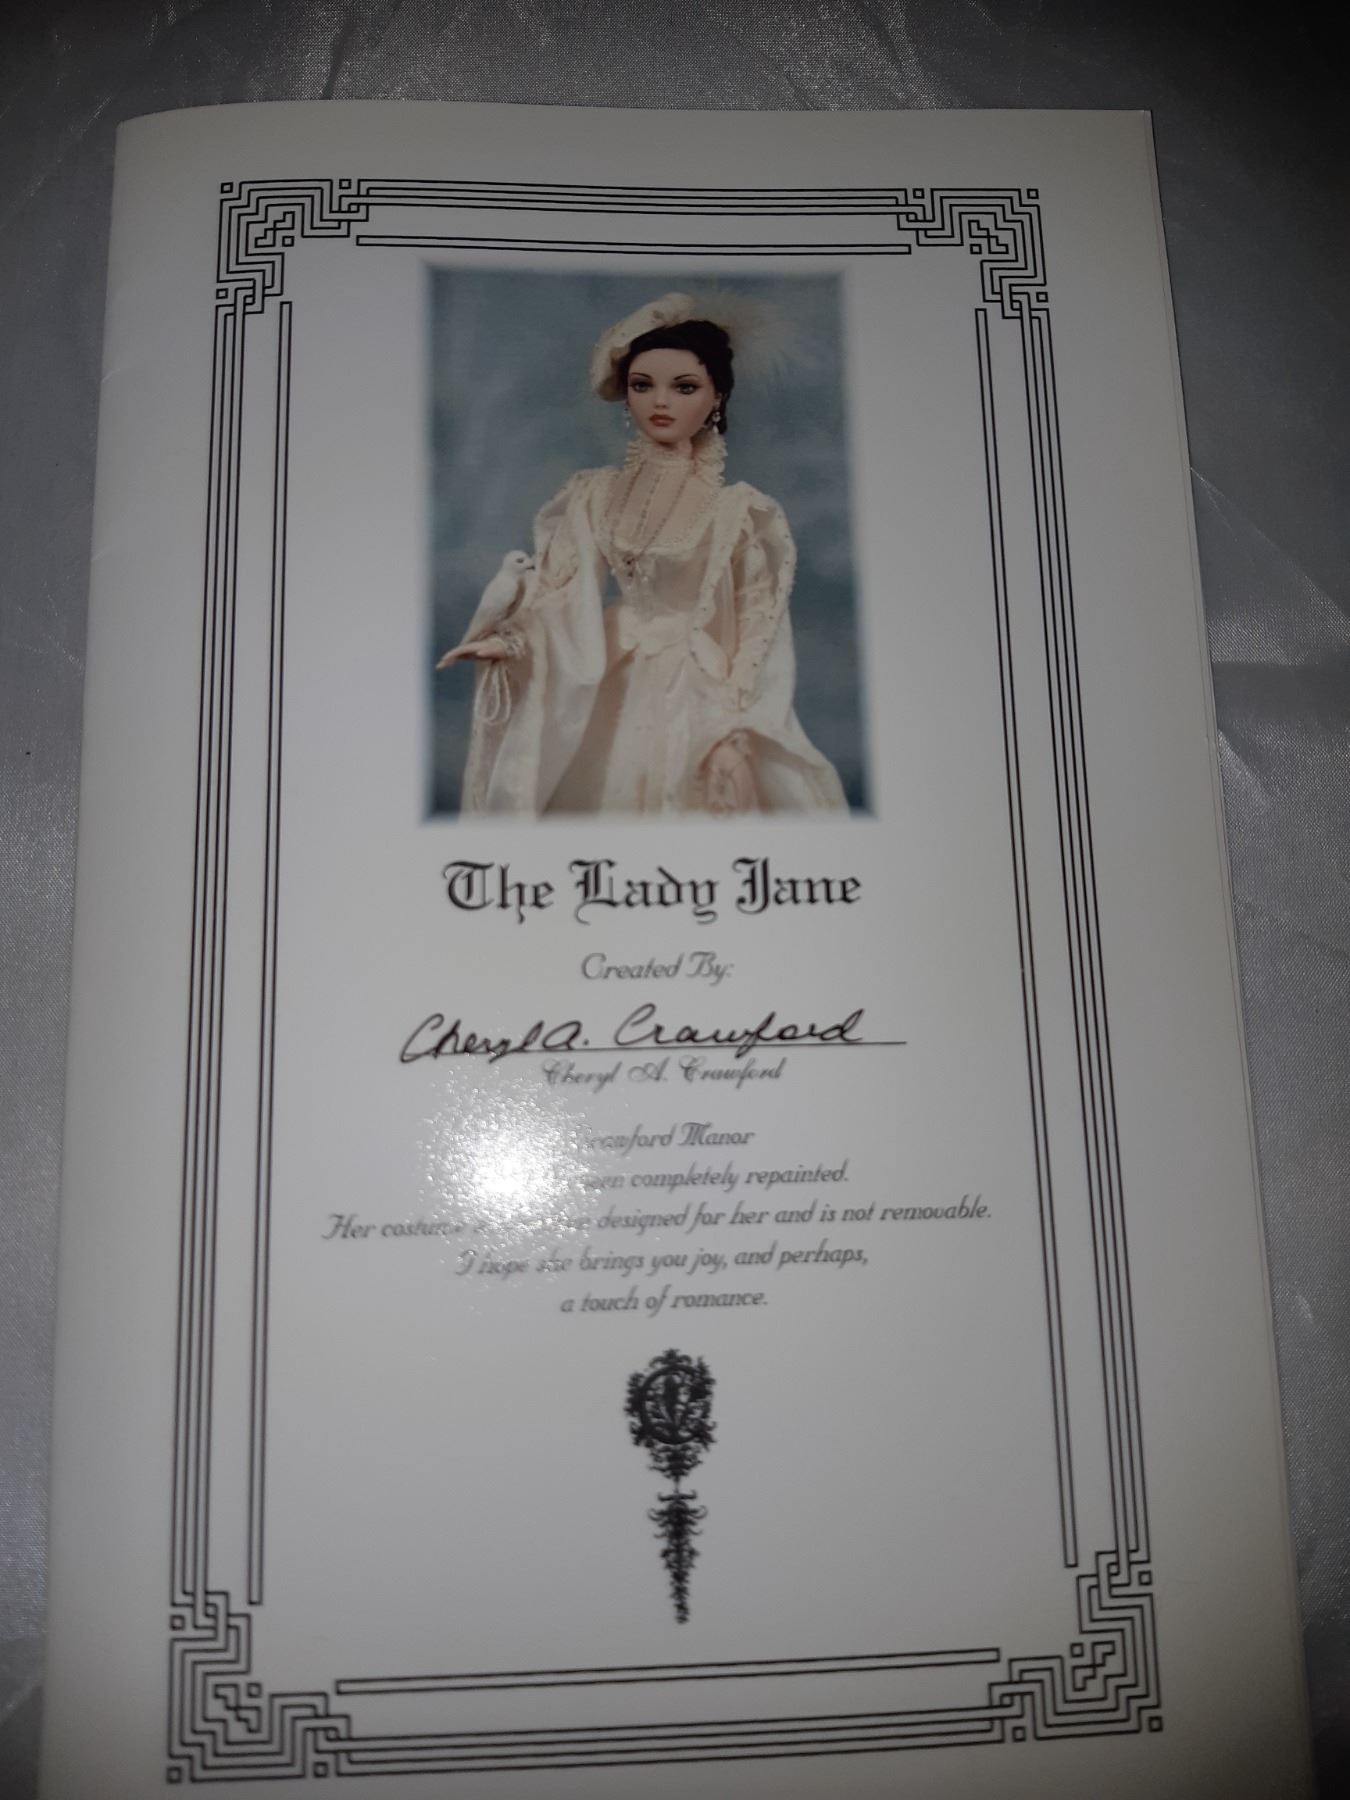 The Lady Jane
Created By:
Cheryl A. Crawford
Cheryl A. Crawford
Crawford Manor
been completely repainted.
Her costume designed for her and is not removable.
I hope she brings you joy, and perhaps,
a touch of romance.